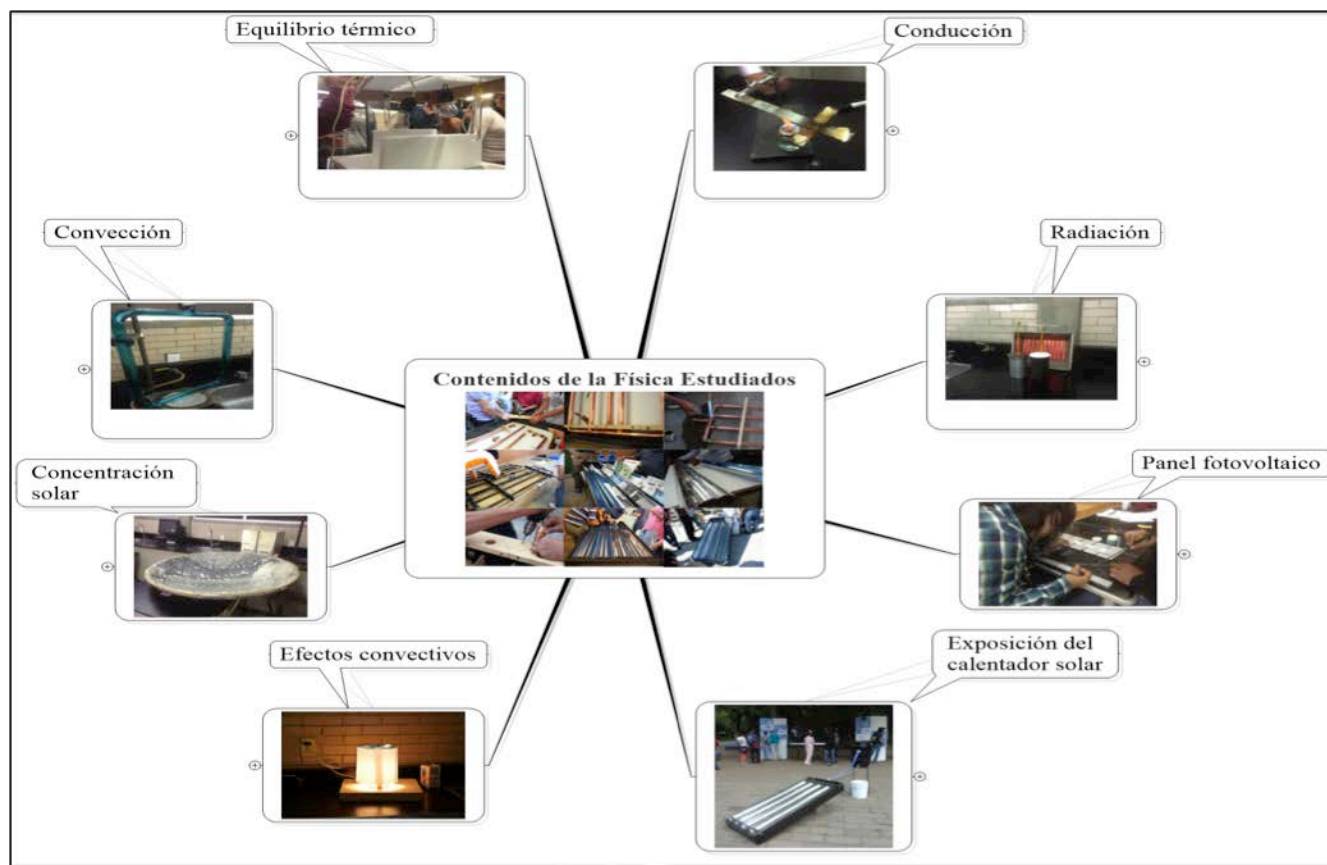 Equilibrio térmico
Conducción
Convección
Radiación
Contenidos de la Física Estudiados
Concentración
solar
Panel fotovoltaico
Efectos convectivos
Exposición del
calentador solar